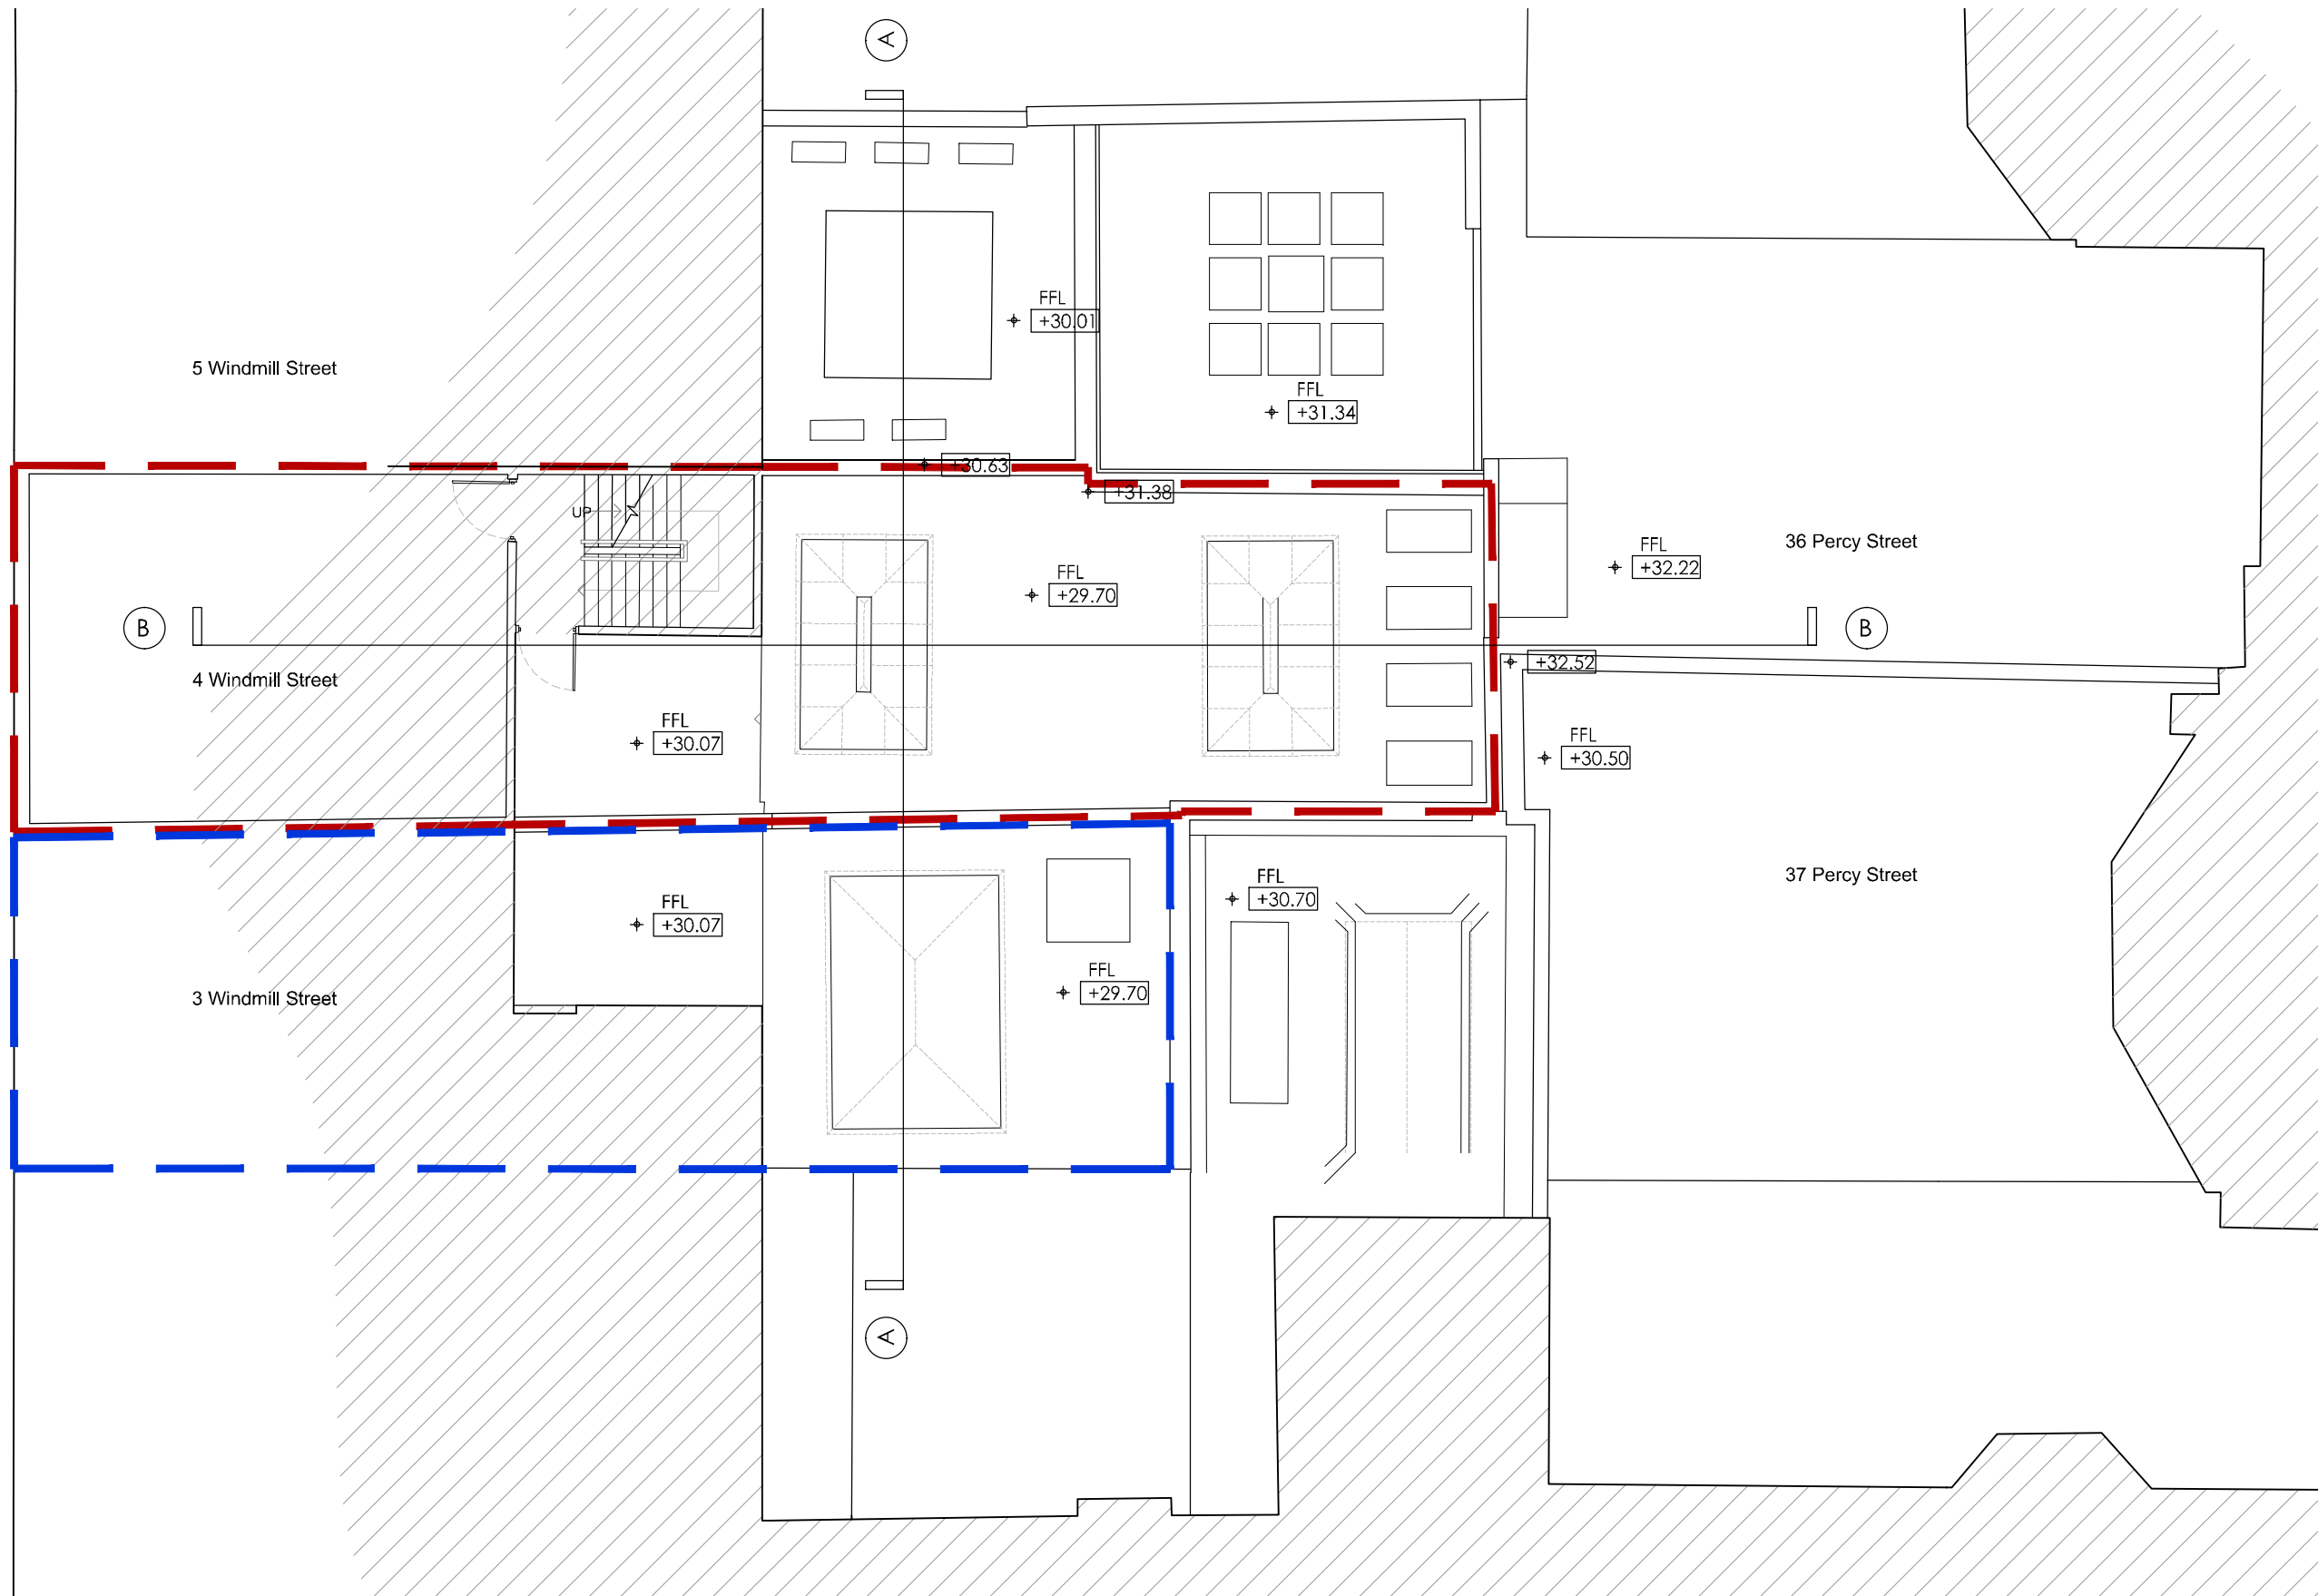 A
FFL
+30.01
5 Windmill Street
FFL
+31.34
+30.63
+31.38
UP
36 Percy Street
FFL
+32.22
FFL
+29.70
B
B
+32.52
4 Windmill Street
FFL
+30.07
FFL
+30.50
37 Percy Street
FFL
+30.70
FFL
+30.07
FFL
+29.70
3 Windmill Street
A